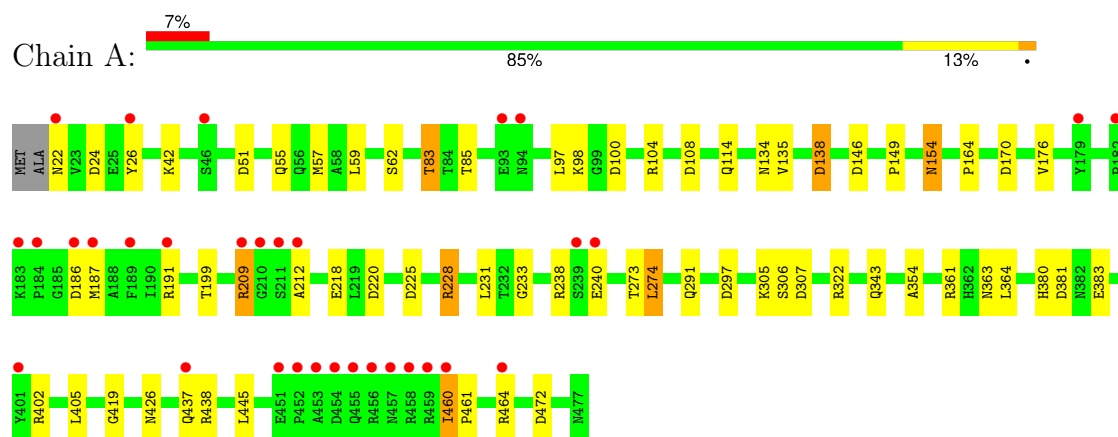 7%
Chain A:
85% 13% •
MET ALA N22 V23 D24 E25 Y26 K42 S46 D51 Q55 Q56 M57 A58 L59 S62 T83 T84 T85 E93 N94 L97 K98 G99 D100 R104 D108 Q114 N134 V135 D138 D146 P149 N154 P164 D170 V176 Y179 R182
K183 P184 G185 D186 M187 A188 F189 I190 R191 T199 R209 G210 S211 A212 E218 L219 D220 D225 R228 L231 T232 G233 R238 S239 E240 T273 L274 Q291 D297 K305 S306 D307 R322 Q343 A354 R361 H362 N363 L364 H380 D381 N382 E383
Y401 R402 L405 G419 N426 Q437 R438 L445 E451 P452 A453 D454 Q455 R456 N457 R458 R459 I460 P461 R464 D472 N477